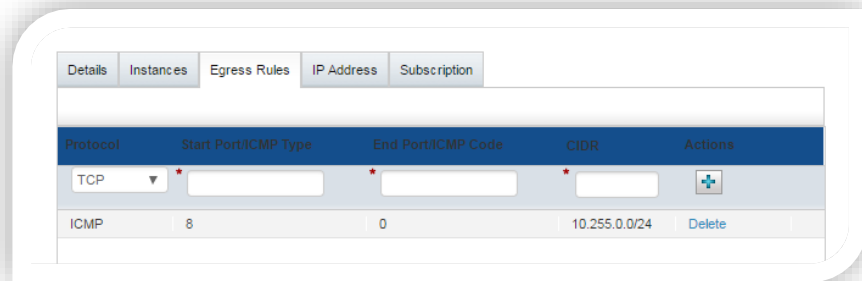 Details Instances Egress Rules IP Address Subscription
Protocol Start Port/ICMP Type End Port/ICMP Code CIDR Actions
TCP * * *
ICMP 8 0 10.255.0.0/24 Delete